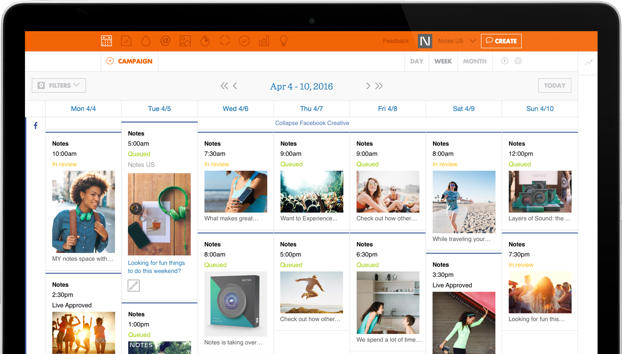 Feedback
N
Notes US
CREATE
CAMPAIGN
DAY
WEEK
MONTH
FILTERS
Apr 4 - 10, 2016
TODAY
Mon 4/4
Tue 4/5
Wed 4/6
Thu 4/7
Fri 4/8
Sat 4/9
Sun 4/10
f
Collapse Facebook Creative
Notes
10:00am
In review
MY notes space with...
Notes
2:30pm
Live Approved
Notes
5:00am
Queued
Notes US
Looking for fun things
to do this weekend?
Notes
1:00pm
Queued
NOTES
Notes
7:30am
In review
What makes great...
Notes
8:00am
Queued
Notes is taking over...
Notes
9:00am
Queued
Want to Experience...
Notes
5:00pm
Queued
Check out how other...
Notes
9:00am
Queued
Check out how other...
Notes
6:30pm
Queued
We spend a lot of time...
Notes
8:00am
In review
While traveling your...
Notes
3:30pm
Live Approved
Notes
12:00pm
Queued
Layers of Sound: the ...
Notes
7:30pm
In review
Looking for fun this...